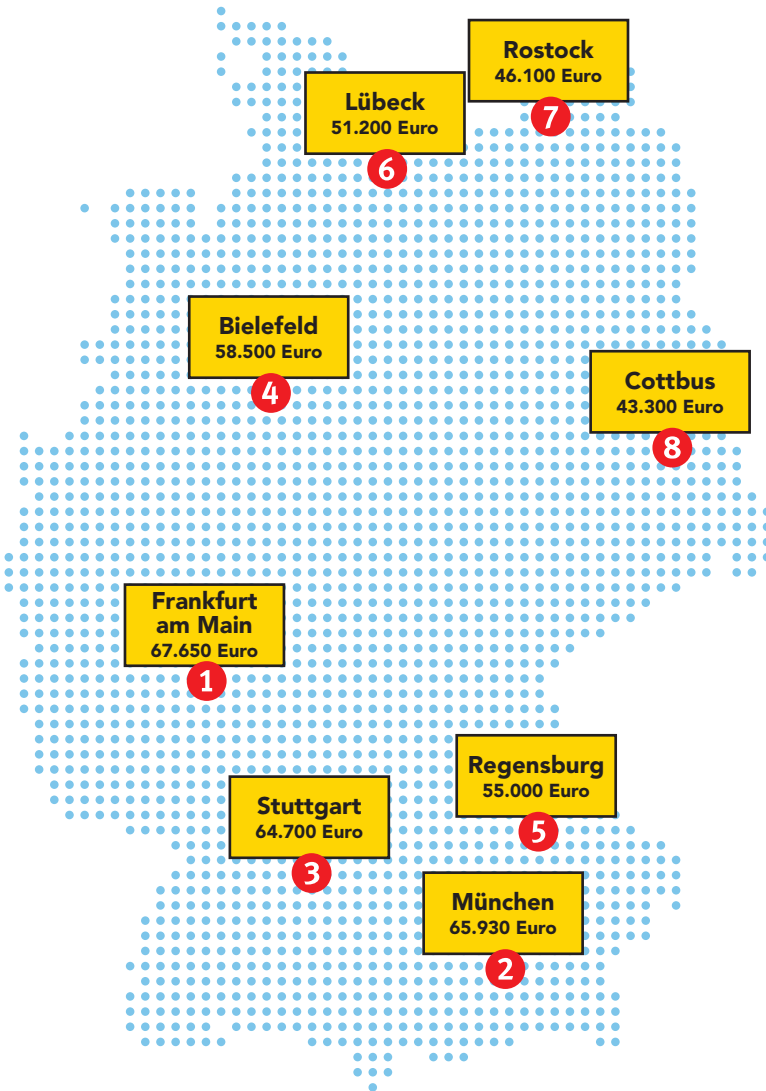 Rostock
46.100 Euro
7
Lübeck
51.200 Euro
6
Bielefeld
58.500 Euro
4
Cottbus
43.300 Euro
8
Frankfurt
am Main
67.650 Euro
1
Regensburg
55.000 Euro
5
Stuttgart
64.700 Euro
3
München
65.930 Euro
2